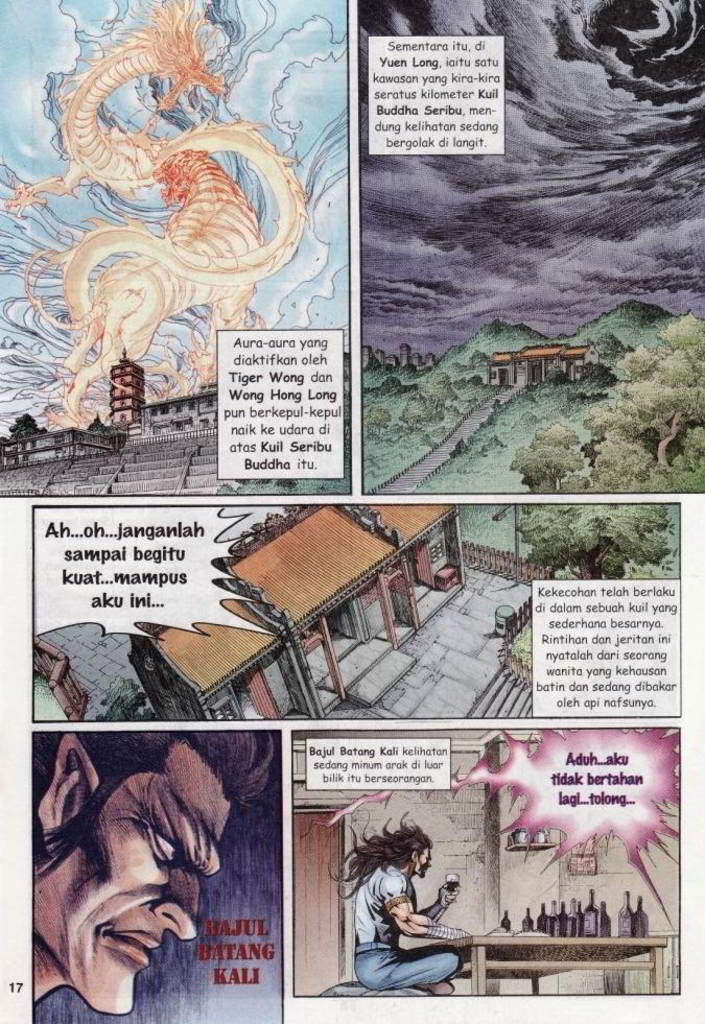 Aura-aura yang
diaktifkan oleh
Tiger Wong dan
Wong Hong Long
pun berkepul-kepul
naik ke udara di
atas Kuil Seribu
Buddha itu.
Sementara itu, di
Yuen Long, iaitu satu
kawasan yang kira-kira
seratus kilometer Kuil
Buddha Seribu, men-
dung kelihatan sedang
bergolak di langit.
Ah...oh...janganlah
sampai begitu
kuat...mampus
aku ini...
Kekecohan telah berlaku
di dalam sebuah kuil yang
sederhana besarnya.
Rintihan dan jeritan ini
nyatalah dari seorang
wanita yang kehausan
batin dan sedang dibakar
oleh api nafsunya.
BAJUL
BATANG
KALI
Bajul Batang Kali kelihatan
sedang minum arak di luar
bilik itu berseorangan.
Aduh...aku
tidak bertahan
lagi...tolong...
17